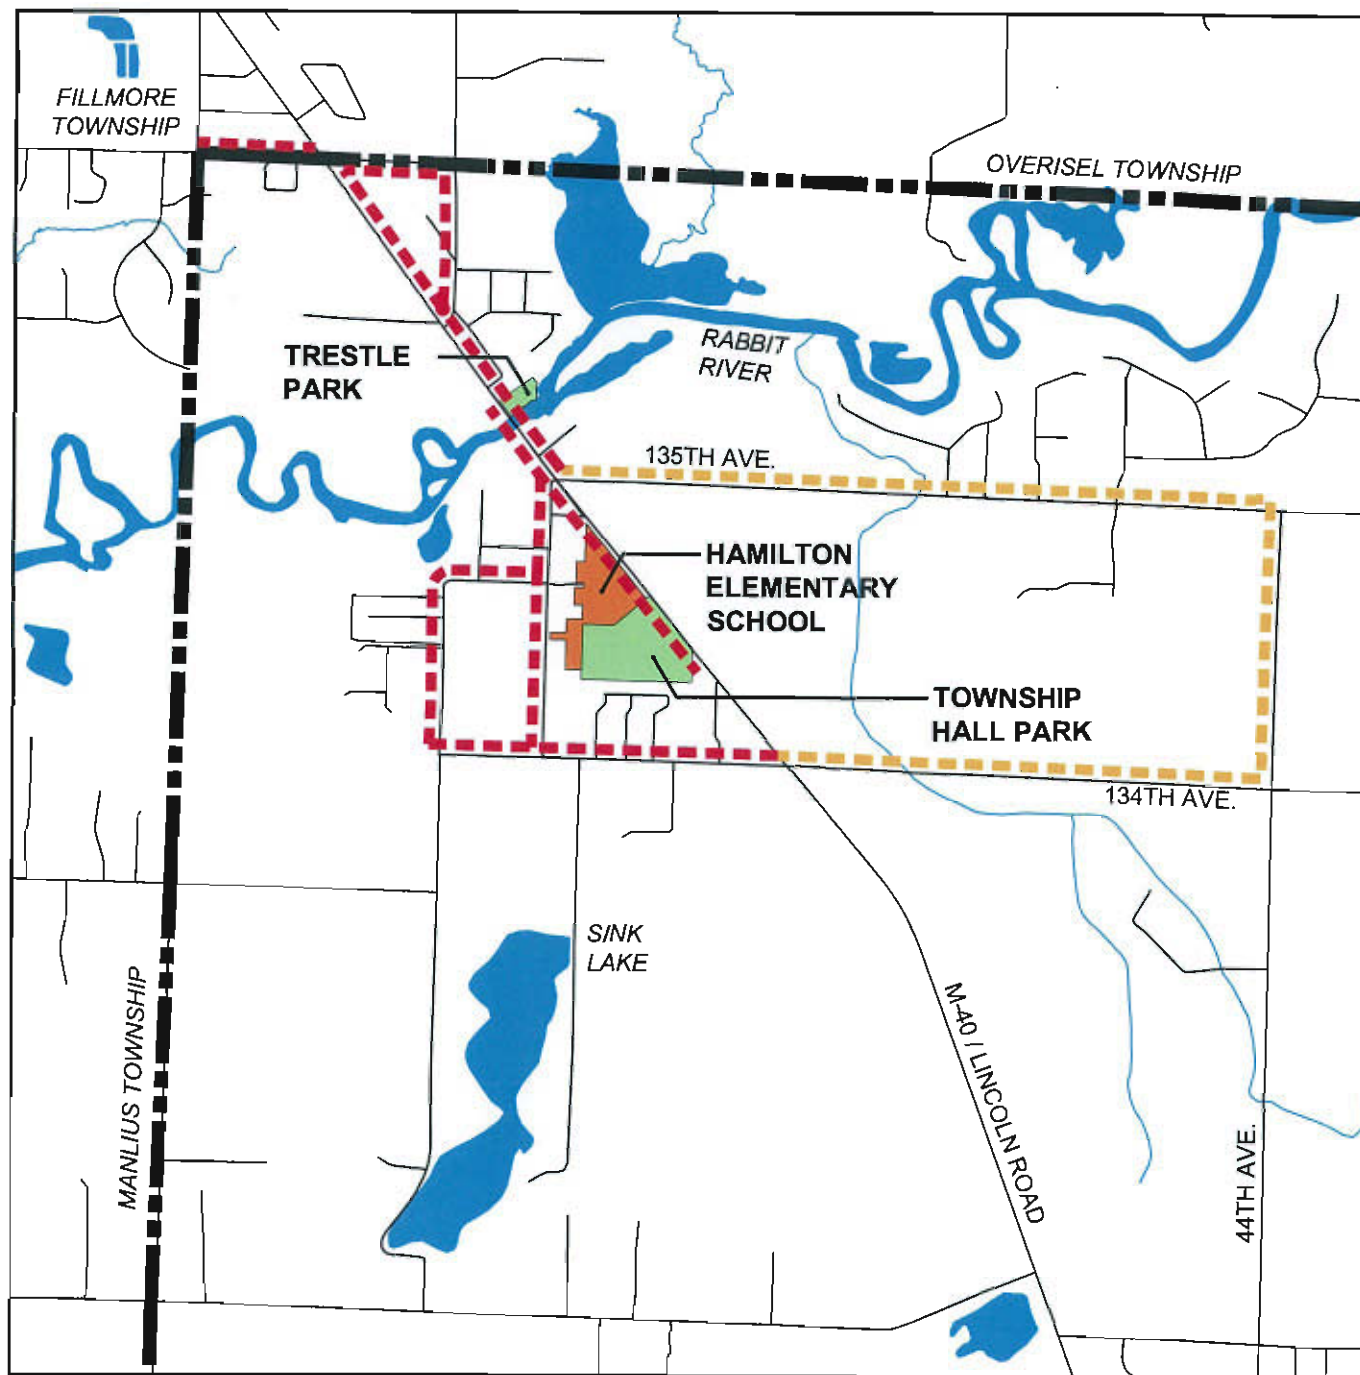 FILLMORE
TOWNSHIP
OVERISEL TOWNSHIP
TRESTLE
PARK
RABBIT
RIVER
135TH AVE.
HAMILTON
ELEMENTARY
SCHOOL
TOWNSHIP
HALL PARK
134TH AVE.
SINK
LAKE
MANLIUS TOWNSHIP
M-40 / LINCOLN ROAD
44TH AVE.